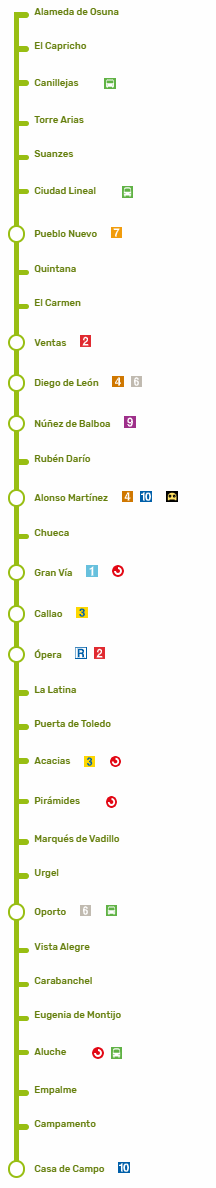 Alameda de Osuna
El Capricho
Canillejas
Torre Arias
Suanzes
Ciudad Lineal
Pueblo Nuevo 7
Quintana
El Carmen
Ventas 2
Diego de León 4 6
Núñez de Balboa 9
Rubén Darío
Alonso Martínez 4 10
Chueca
Gran Vía 1
Callao 3
Ópera R 2
La Latina
Puerta de Toledo
Acacias 3
Pirámides
Marqués de Vadillo
Urgel
Oporto 6
Vista Alegre
Carabanchel
Eugenia de Montijo
Aluche
Empalme
Campamento
Casa de Campo 10